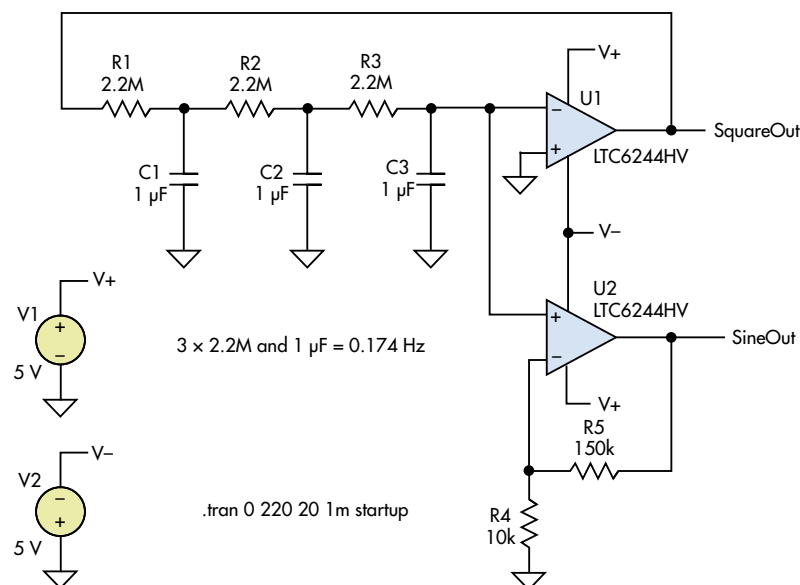 V+
R1
2.2M
R2
2.2M
R3
2.2M
U1
−
+
SquareOut
LTC6244HV
C1
1 µF
C2
1 µF
C3
1 µF
V−
V+
U2
LTC6244HV
V1
+
−
5 V
3 × 2.2M and 1 µF = 0.174 Hz
+
−
SineOut
V+
R5
150k
V−
V2
−
+
5 V
.tran 0 220 20 1m startup
R4
10k